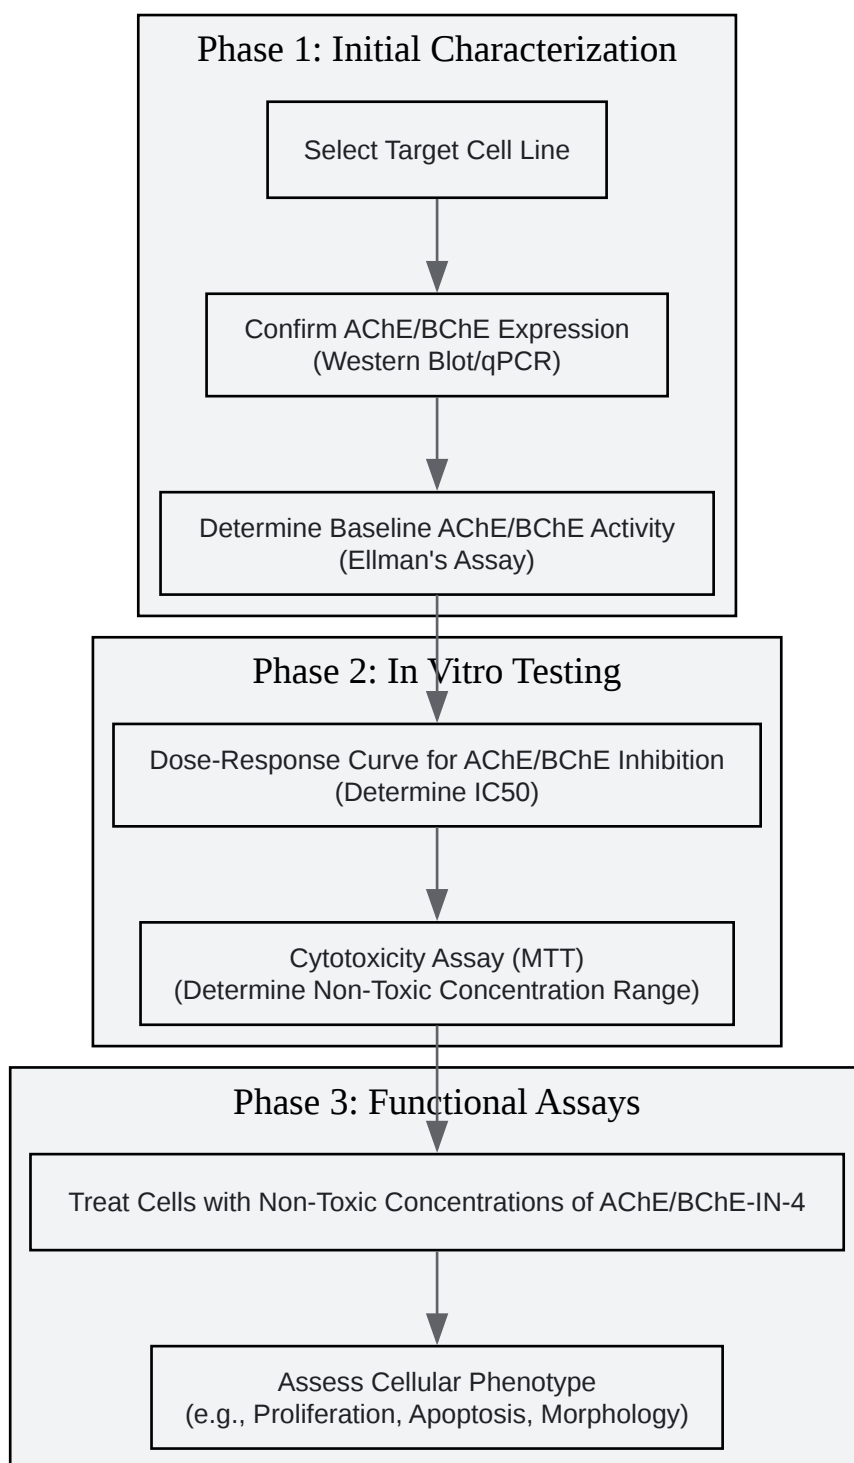 Phase 1: Initial Characterization
Select Target Cell Line
Confirm AChE/BChE Expression
(Western Blot/qPCR)
Determine Baseline AChE/BChE Activity
(Ellman's Assay)
Phase 2: In Vitro Testing
Dose-Response Curve for AChE/BChE Inhibition
(Determine IC50)
Cytotoxicity Assay (MTT)
(Determine Non-Toxic Concentration Range)
Phase 3: Functional Assays
Treat Cells with Non-Toxic Concentrations of AChE/BChE-IN-4
Assess Cellular Phenotype
(e.g., Proliferation, Apoptosis, Morphology)